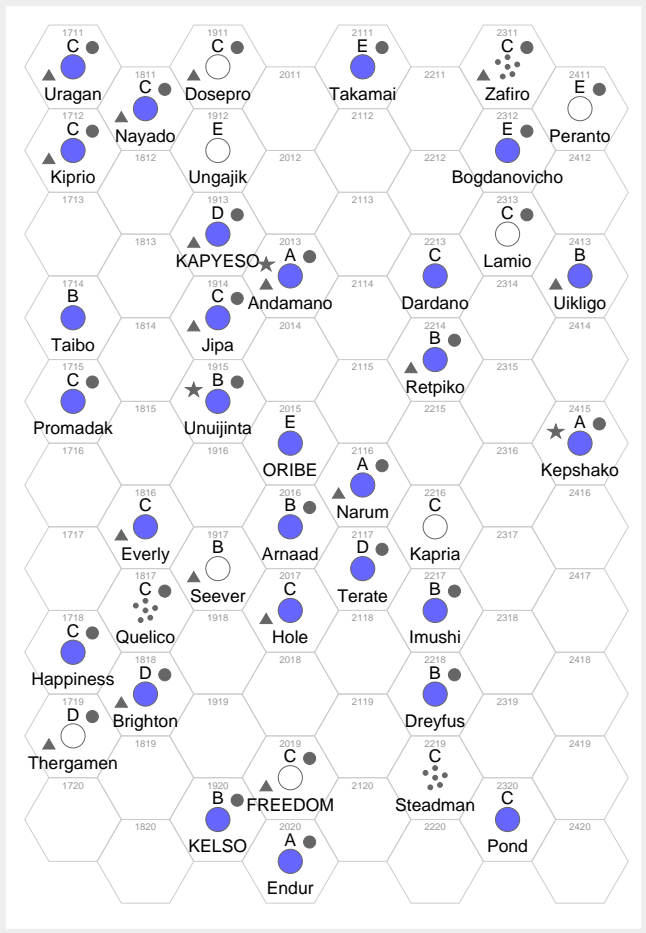 1711
C
Uragan
1911
C
Dosepro
2111
E
Takamai
2311
C
Zafiro
1811
C
Nayado
2011
2211
2411
E
Peranto
1712
C
Kiprio
1912
Ungajik
E
2112
2312
E
Bogdanovicho
1812
2012
2212
2412
1713
1913
D
KAPYESO
2113
2313
C
Lamio
1813
2013
A
Andamano
2213
C
Dardano
2413
B
Uikligo
1714
B
Taibo
1914
C
Jipa
2114
2314
1814
2014
2214
B
Retpiko
2414
1715
C
Promadak
1915
B
Unuijinta
2115
2315
1815
2015
E
ORIBE
2215
2415
A
Kepshako
1716
1916
2116
A
Narum
2316
1816
C
Everly
2016
B
Arnaad
2216
C
Kapria
2416
1717
1917
B
Seever
2117
D
Terate
2317
1817
C
Quelico
2017
C
Hole
2217
B
Imushi
2417
1718
C
Happiness
1918
2118
2318
1818
D
Brighton
2018
2218
B
Dreyfus
2418
1719
D
Thergamen
1919
2119
2319
1819
2019
C
FREEDOM
2219
C
Steadman
2419
1720
1920
B
KELSO
2120
2320
C
Pond
1820
2020
A
Endur
2220
2420